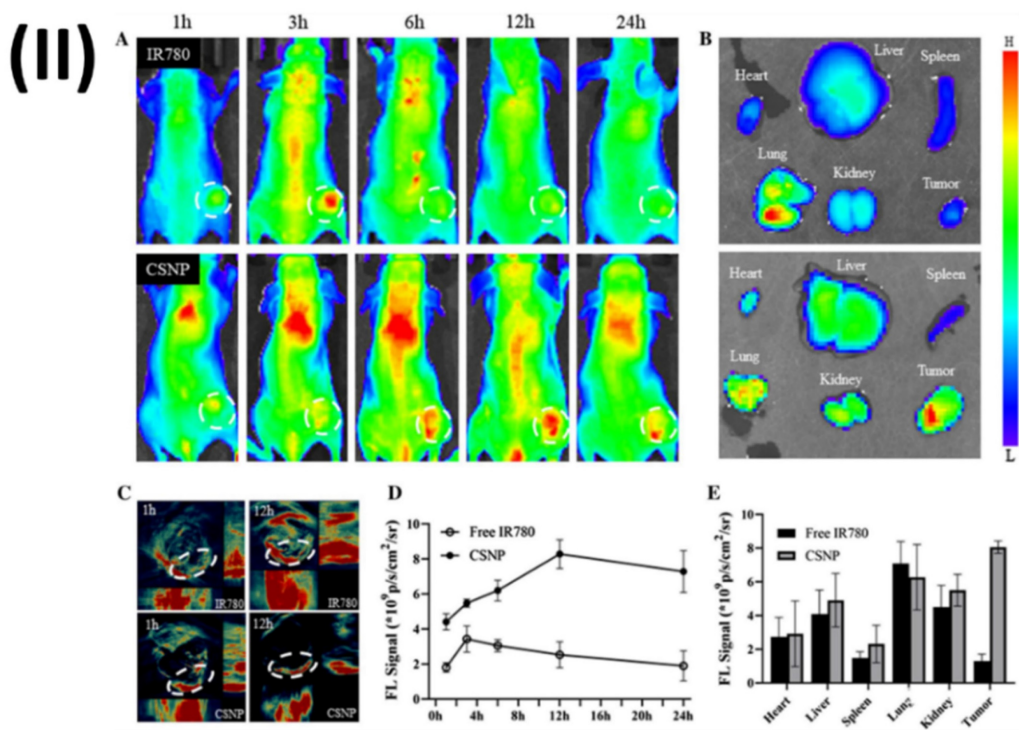 (II)
A
1h 3h 6h 12h 24h
IR780
CSNP
B
Heart
Liver
Spleen
Lung
Kidney
Tumor
Heart
Liver
Spleen
Lung
Kidney
Tumor
H
L
C
1h
IR780
12h
IR780
1h
CSNP
12h
CSNP
D
FL Signal (*10⁹p/s/cm²/sr)
10
8
6
4
2
0
0h 4h 8h 12h 16h 20h 24h
Free IR780
CSNP
E
FL Signal (*10⁹p/s/cm²/sr)
10
8
6
4
2
0
Free IR780
CSNP
Heart Liver Spleen Lung Kidney Tumor